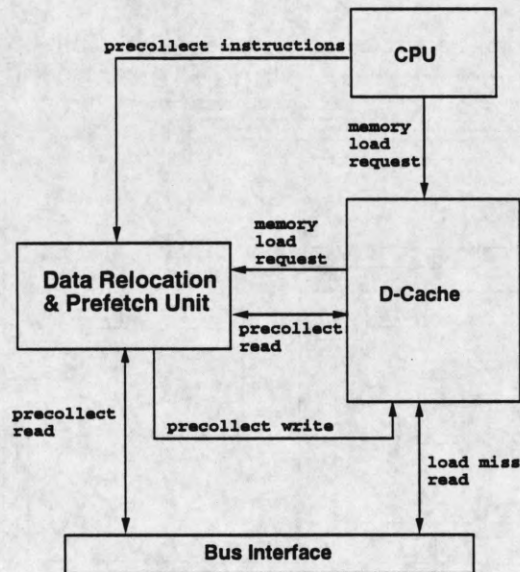 precollect instructions
CPU
memory
load
request
memory
load
request
Data Relocation
& Prefetch Unit
D-Cache
precollect
read
precollect
read
precollect write
load miss
read
Bus Interface